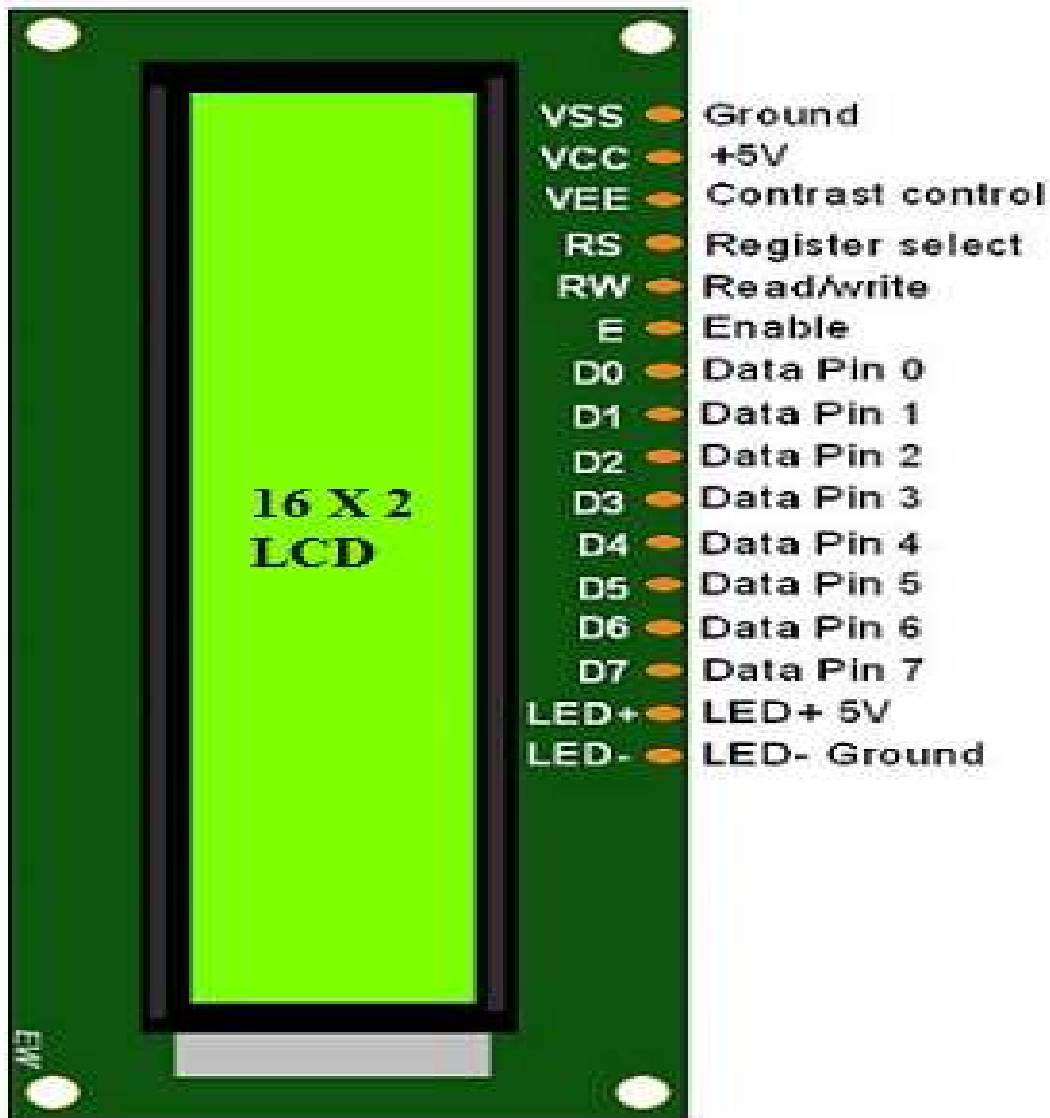 VSS Ground
VCC +5V
VEE Contrast control
RS Register select
RW Read/write
E Enable
D0 Data Pin 0
D1 Data Pin 1
D2 Data Pin 2
D3 Data Pin 3
16 X 2
LCD
D4 Data Pin 4
D5 Data Pin 5
D6 Data Pin 6
D7 Data Pin 7
LED+ LED+ 5V
LED- LED- Ground
EW